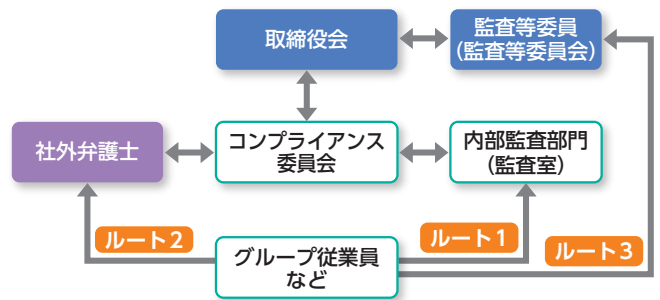 取締役会
監査等委員
(監査等委員会)
社外弁護士
コンプライアンス
委員会
内部監査部門
(監査室)
ルート2
ルート1
ルート3
グループ従業員
など